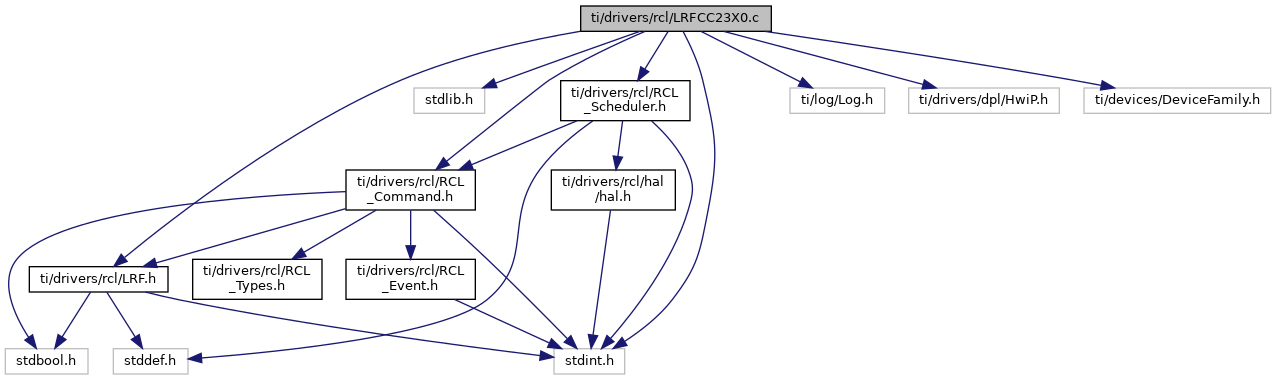 ti/drivers/rcl/LRFCC23X0.c
stdlib.h
ti/drivers/rcl/RCL
_Scheduler.h
ti/log/Log.h
ti/drivers/dpl/HwiP.h
ti/devices/DeviceFamily.h
ti/drivers/rcl/RCL
_Command.h
ti/drivers/rcl/hal
/hal.h
ti/drivers/rcl/LRF.h
ti/drivers/rcl/RCL
_Types.h
ti/drivers/rcl/RCL
_Event.h
stdbool.h
stddef.h
stdint.h